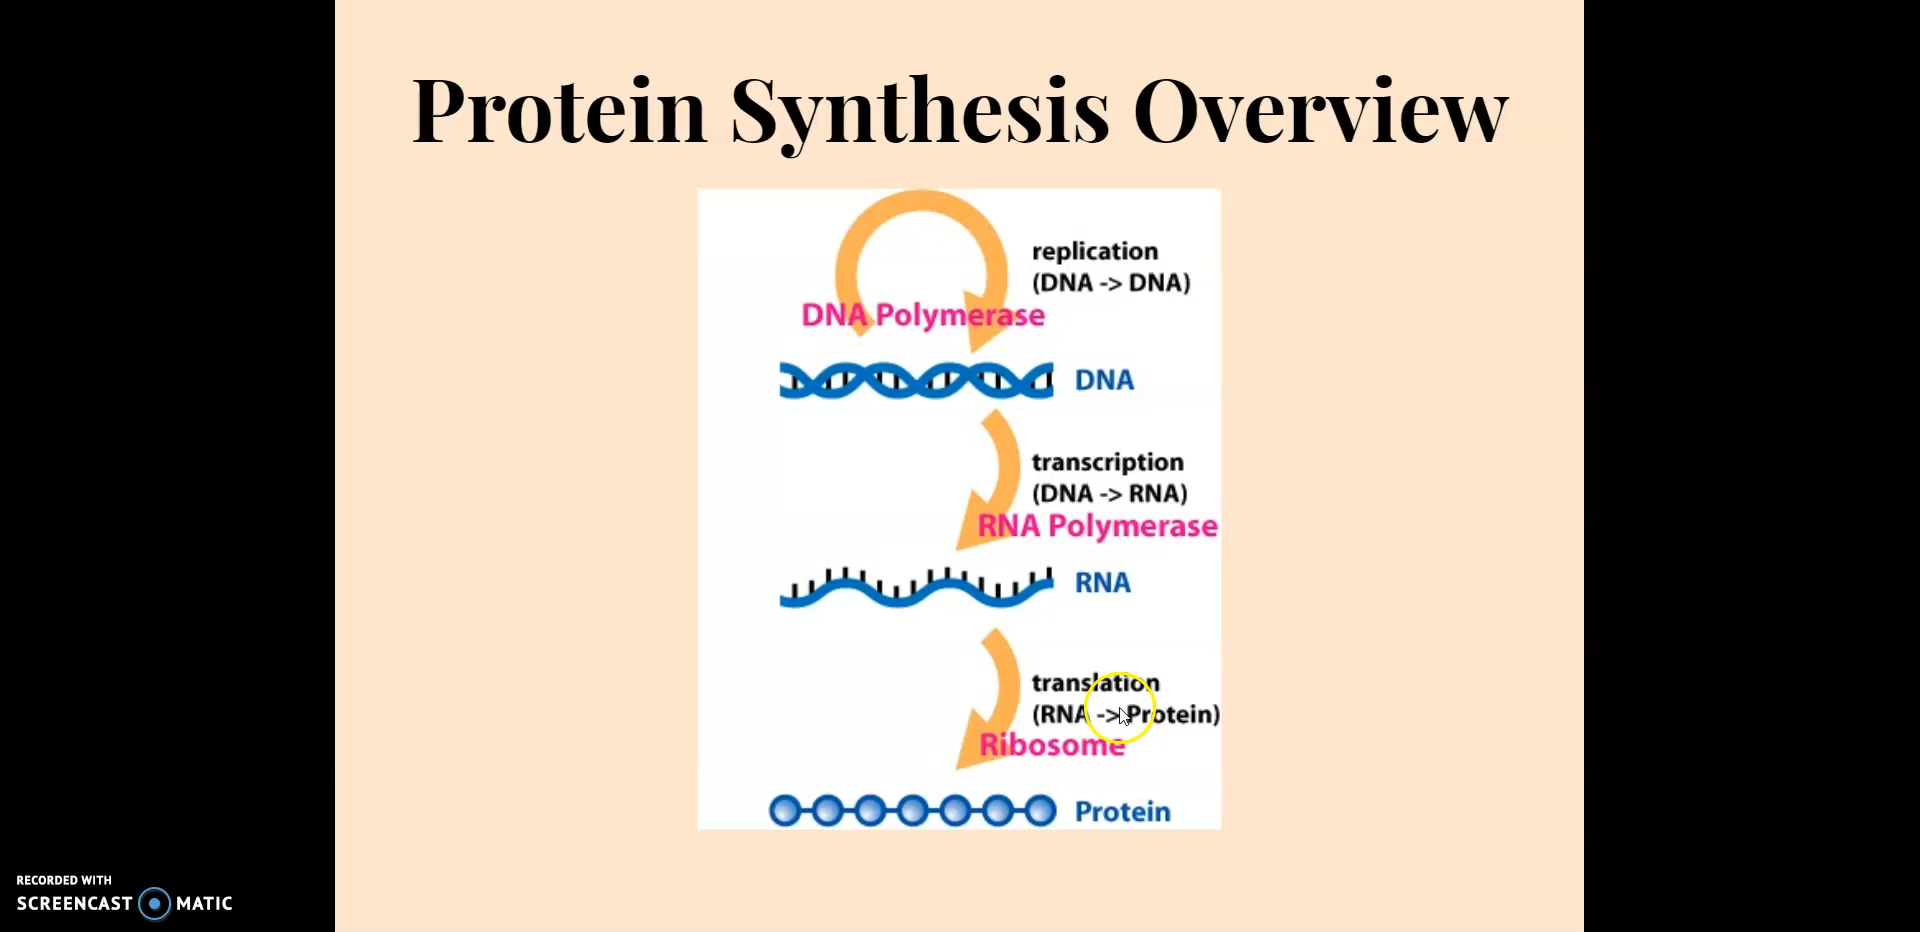 Protein Synthesis Overview
replication
(DNA -> DNA)
DNA Polymerase
DNA
transcription
(DNA -> RNA)
RNA Polymerase
RNA
translation
(RNA -> Protein)
Ribosome
Protein
RECORDED WITH
SCREENCAST MATIC